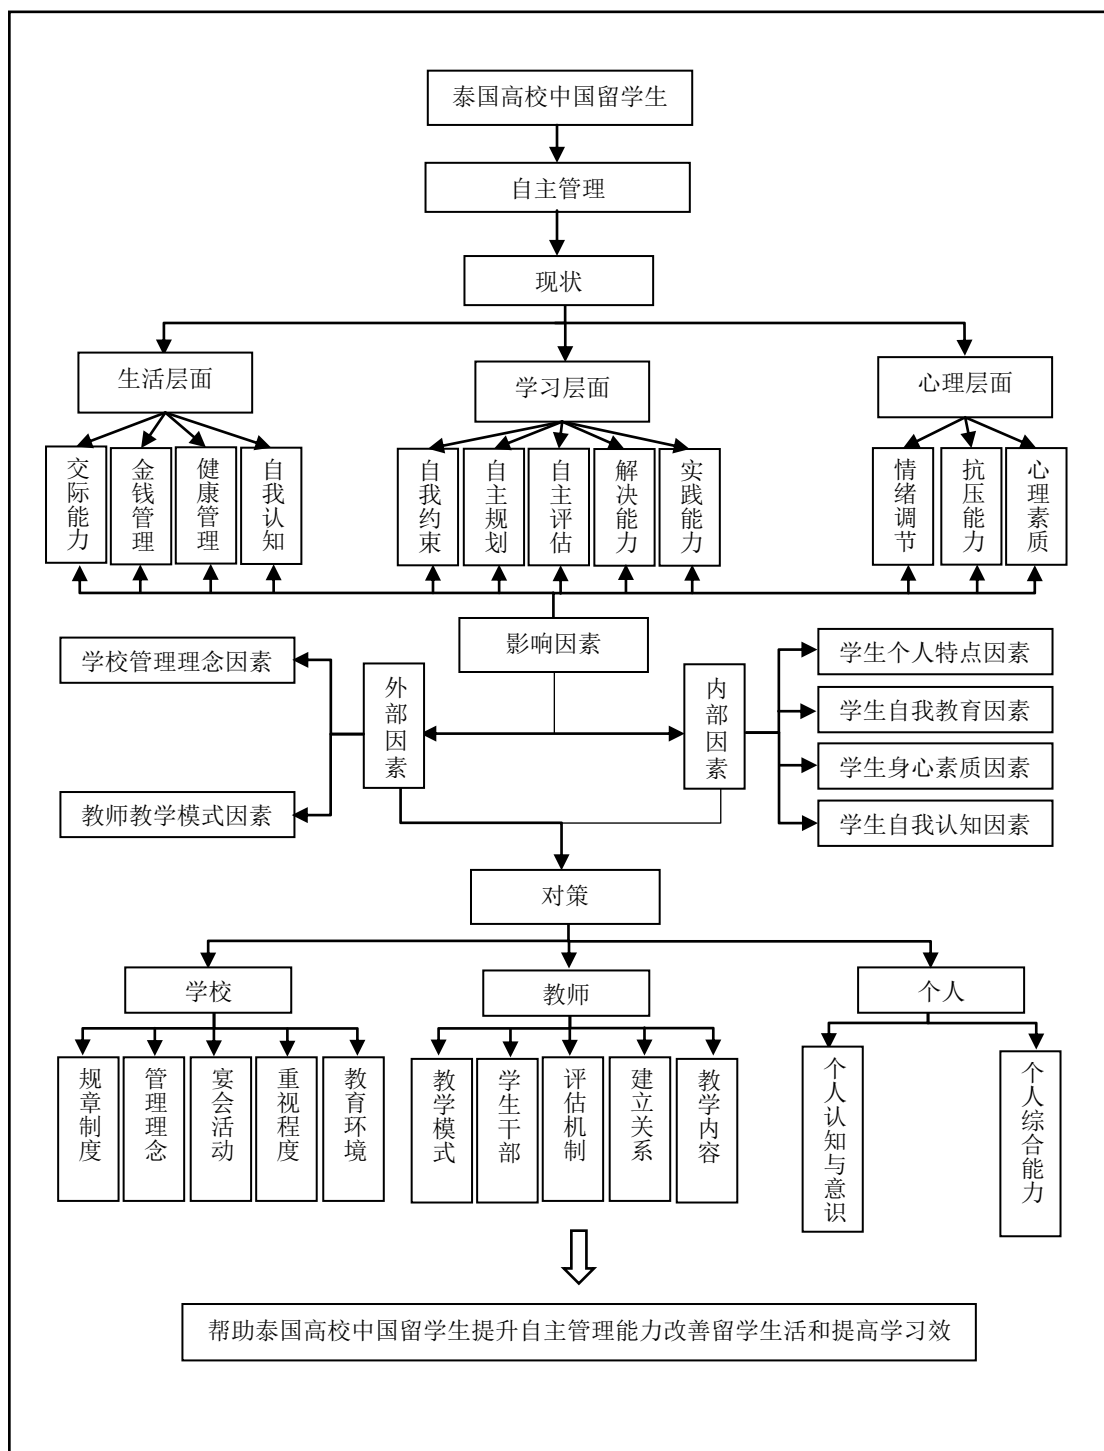 泰国高校中国留学生
自主管理
现状
生活层面
学习层面
心理层面
交际能力
金钱管理
健康管理
自我认知
自我约束
自主规划
自主评估
解决能力
实践能力
情绪调节
抗压能力
心理素质
影响因素
学校管理理念因素
外部因素
内部因素
学生个人特点因素
学生自我教育因素
学生身心素质因素
教师教学模式因素
学生自我认知因素
对策
学校
教师
个人
规章制度
管理理念
宴会活动
重视程度
教育环境
教学模式
学生干部
评估机制
建立关系
教学内容
个人认知与意识
个人综合能力
帮助泰国高校中国留学生提升自主管理能力改善留学生活和提高学习效